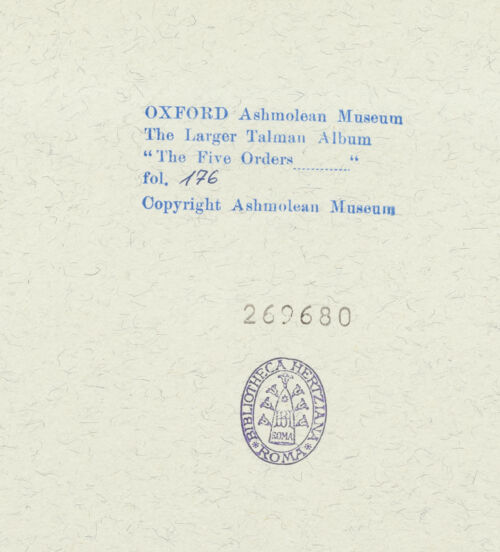 OXFORD Ashmolean Museum
The Larger Talman Album
"The Five Orders ........... "
fol. 176
Copyright Ashmolean Museum
269680
BIBLIOTHECA HERTZIANA
ROMA
*ROMA*